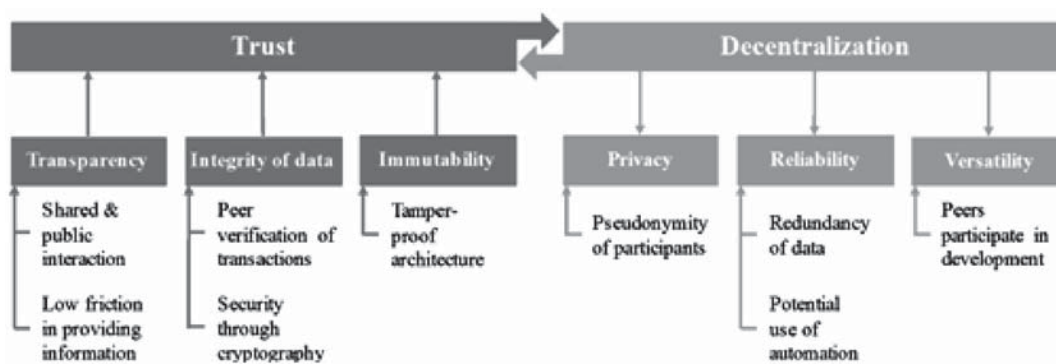 Trust
Decentralization
Transparency
Integrity of data
Immutability
Privacy
Reliability
Versatility
Shared &
public
interaction
Low friction
in providing
information
Peer
verification of
transactions
Security
through
cryptography
Tamper-
proof
architecture
Pseudonymity
of participants
Redundancy
of data
Potential
use of
automation
Peers
participate in
development